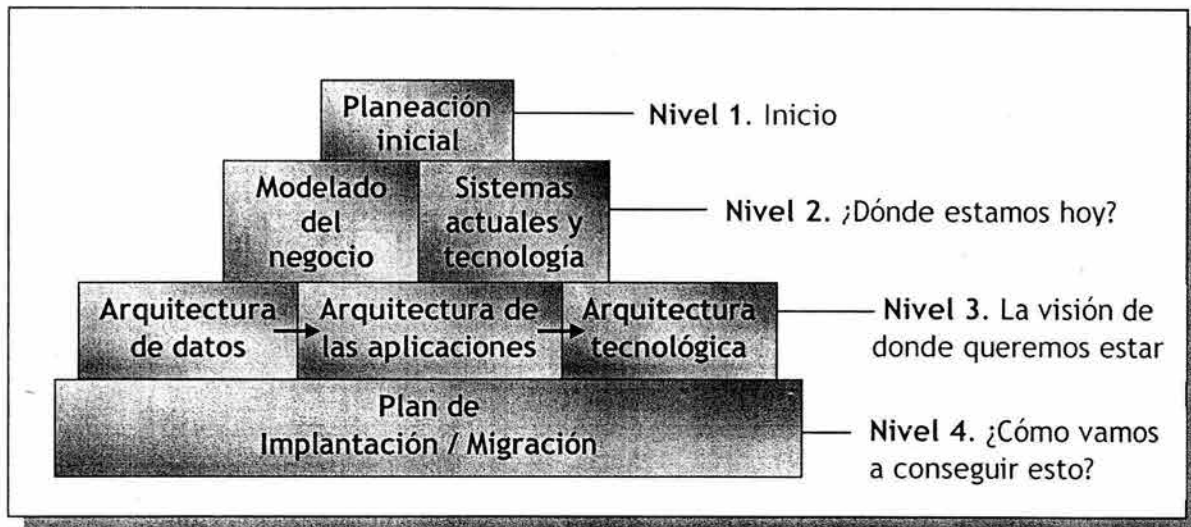 Planeación
inicial
Nivel 1. Inicio
Modelado
del
negocio
Sistemas
actuales y
tecnología
Nivel 2. ¿Dónde estamos hoy?
Arquitectura
de datos
Arquitectura de
las aplicaciones
Arquitectura
tecnológica
Nivel 3. La visión de
donde queremos estar
Plan de
Implantación / Migración
Nivel 4. ¿Cómo vamos
a conseguir esto?